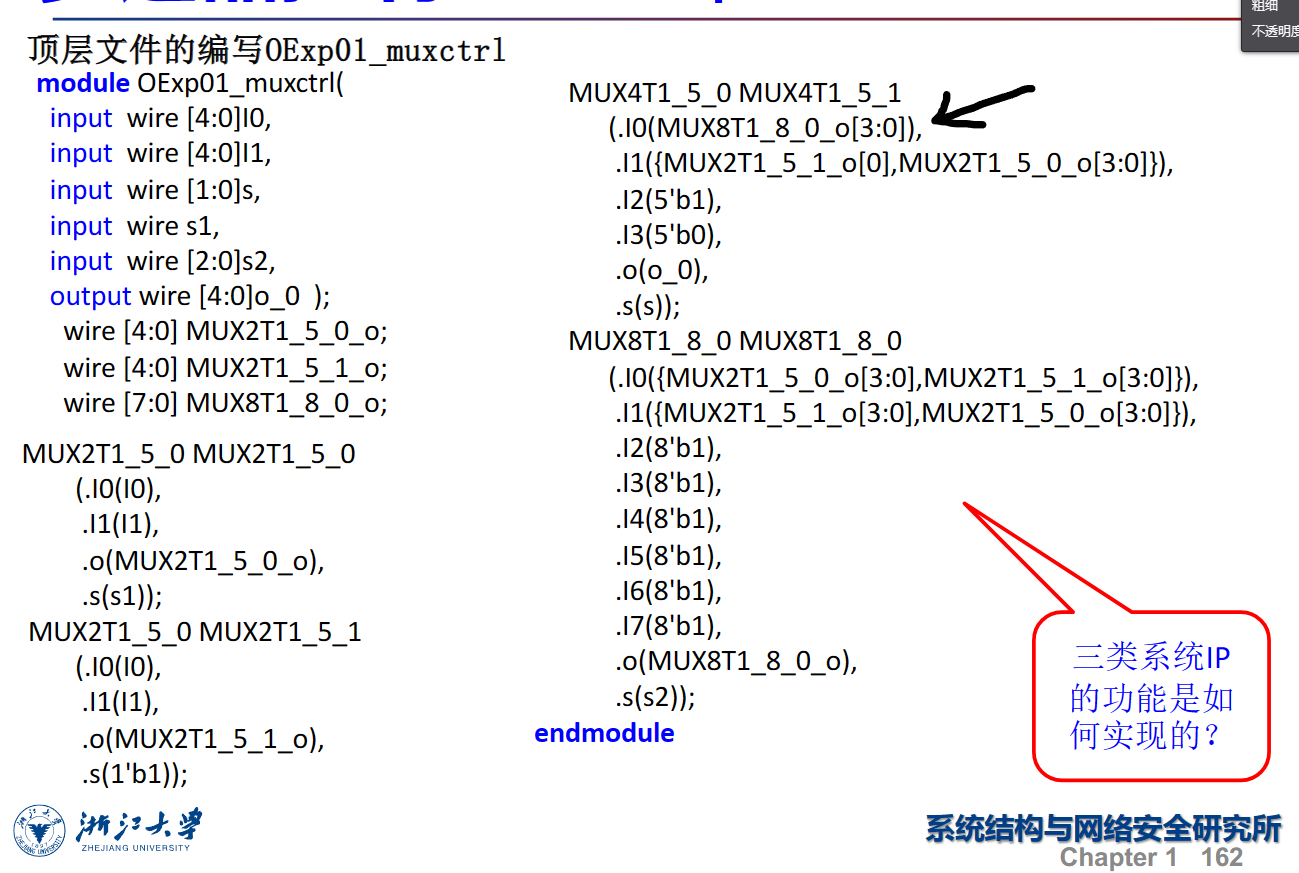 粗细
不透明度
顶层文件的编写OExp01_muxctrl
module OExp01_muxctrl(
input wire [4:0]I0,
input wire [4:0]I1,
input wire [1:0]s,
input wire s1,
input wire [2:0]s2,
output wire [4:0]o_0 );
wire [4:0] MUX2T1_5_0_o;
wire [4:0] MUX2T1_5_1_o;
wire [7:0] MUX8T1_8_0_o;
MUX2T1_5_0 MUX2T1_5_0
(.I0(I0),
.I1(I1),
.o(MUX2T1_5_0_o),
.s(s1));
MUX2T1_5_0 MUX2T1_5_1
(.I0(I0),
.I1(I1),
.o(MUX2T1_5_1_o),
.s(1'b1));
MUX4T1_5_0 MUX4T1_5_1
(.I0(MUX8T1_8_0_o[3:0]),
.I1({MUX2T1_5_1_o[0],MUX2T1_5_0_o[3:0]}),
.I2(5'b1),
.I3(5'b0),
.o(o_0),
.s(s));
MUX8T1_8_0 MUX8T1_8_0
(.I0({MUX2T1_5_0_o[3:0],MUX2T1_5_1_o[3:0]}),
.I1({MUX2T1_5_1_o[3:0],MUX2T1_5_0_o[3:0]}),
.I2(8'b1),
.I3(8'b1),
.I4(8'b1),
.I5(8'b1),
.I6(8'b1),
.I7(8'b1),
.o(MUX8T1_8_0_o),
.s(s2));
endmodule
三类系统IP
的功能是如
何实现的？
浙江大学
ZHEJIANG UNIVERSITY
系统结构与网络安全研究所
Chapter 1 162